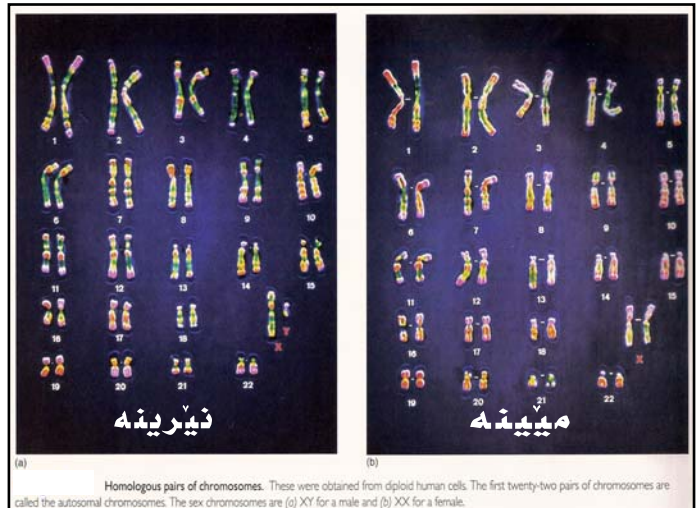 1 2 3 4 5
6 7 8 9 10
11 12 13 14 15
16 17 18 X Y
19 20 21 22
نێرینە
(a)
1 2 3 4 5
6 7 8 9 10
11 12 13 14 15
16 17 18 X
19 20 21 22
مێینە
(b)
Homologous pairs of chromosomes. These were obtained from diploid human cells. The first twenty-two pairs of chromosomes are
called the autosomal chromosomes. The sex chromosomes are (a) XY for a male and (b) XX for a female.